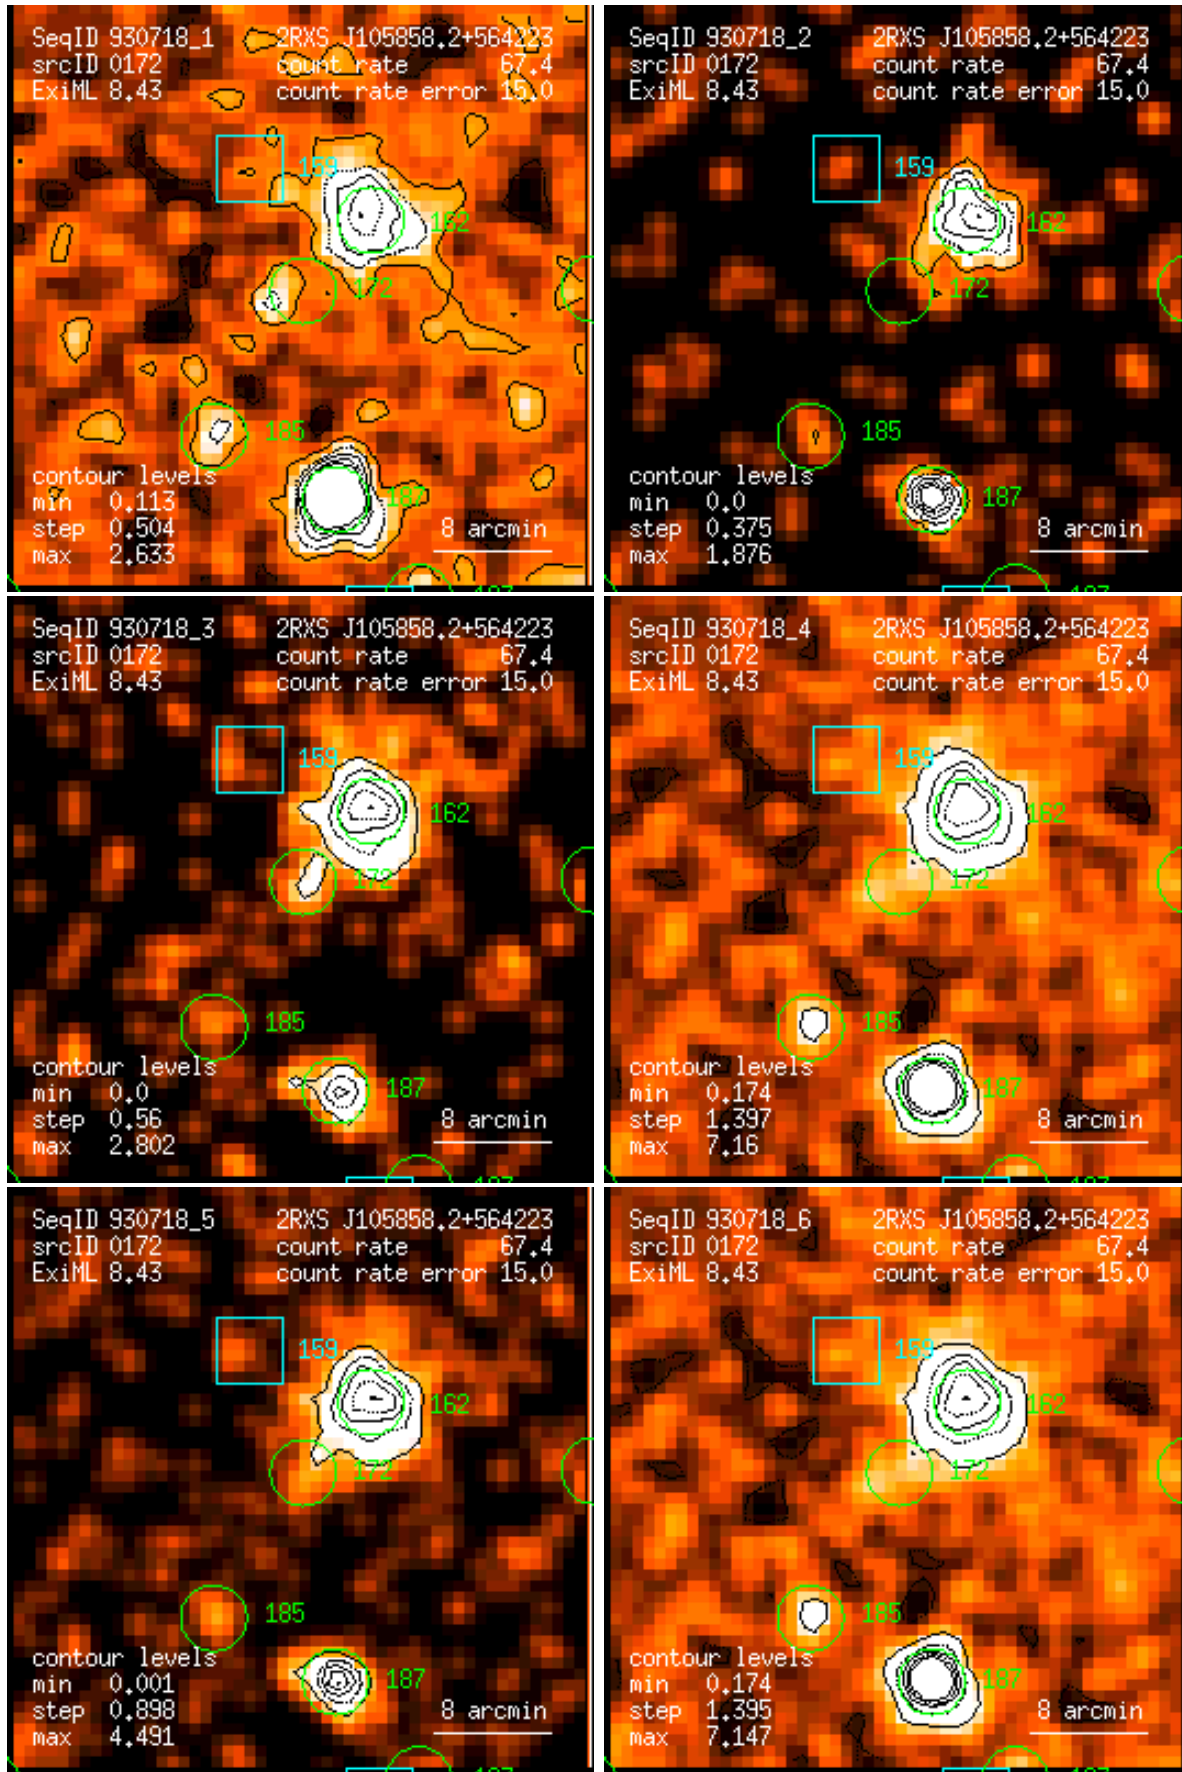 SeqID 930718_1 2RXS J105858.2+564223
srcID 0172 count rate 67.4
ExiML 8.43 count rate error 15.0
159
162
172
185
contour levels
min 0.113 187
step 0.504 8 arcmin
max 2.633
SeqID 930718_2 2RXS J105858.2+564223
srcID 0172 count rate 67.4
ExiML 8.43 count rate error 15.0
159
162
172
185
contour levels
min 0.0 187
step 0.375 8 arcmin
max 1.876
SeqID 930718_3 2RXS J105858.2+564223
srcID 0172 count rate 67.4
ExiML 8.43 count rate error 15.0
159
162
172
185
contour levels
min 0.0 187
step 0.56 8 arcmin
max 2.802
SeqID 930718_4 2RXS J105858.2+564223
srcID 0172 count rate 67.4
ExiML 8.43 count rate error 15.0
159
162
172
185
contour levels
min 0.174 187
step 1.397 8 arcmin
max 7.16
SeqID 930718_5 2RXS J105858.2+564223
srcID 0172 count rate 67.4
ExiML 8.43 count rate error 15.0
159
162
172
185
contour levels
min 0.001 187
step 0.898 8 arcmin
max 4.491
SeqID 930718_6 2RXS J105858.2+564223
srcID 0172 count rate 67.4
ExiML 8.43 count rate error 15.0
159
162
172
185
contour levels
min 0.174 187
step 1.395 8 arcmin
max 7.147